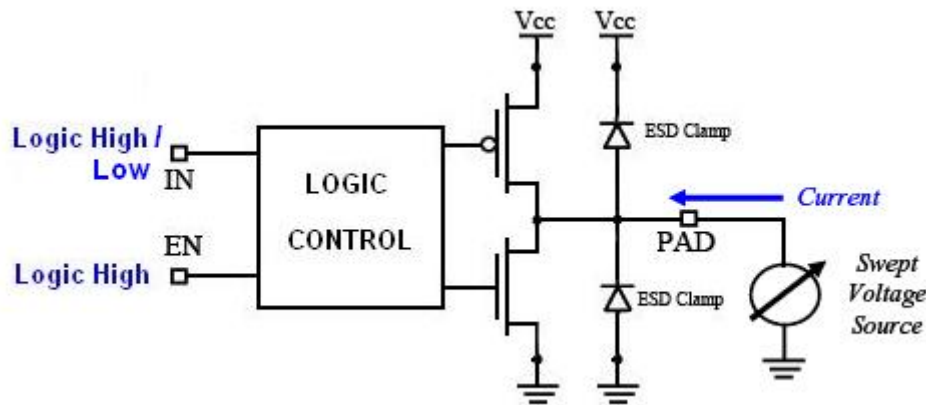 Vcc
Vcc
ESD Clamp
Logic High /
Low
IN
LOGIC
CONTROL
Current
PAD
EN
Logic High
ESD Clamp
Swept
Voltage
Source